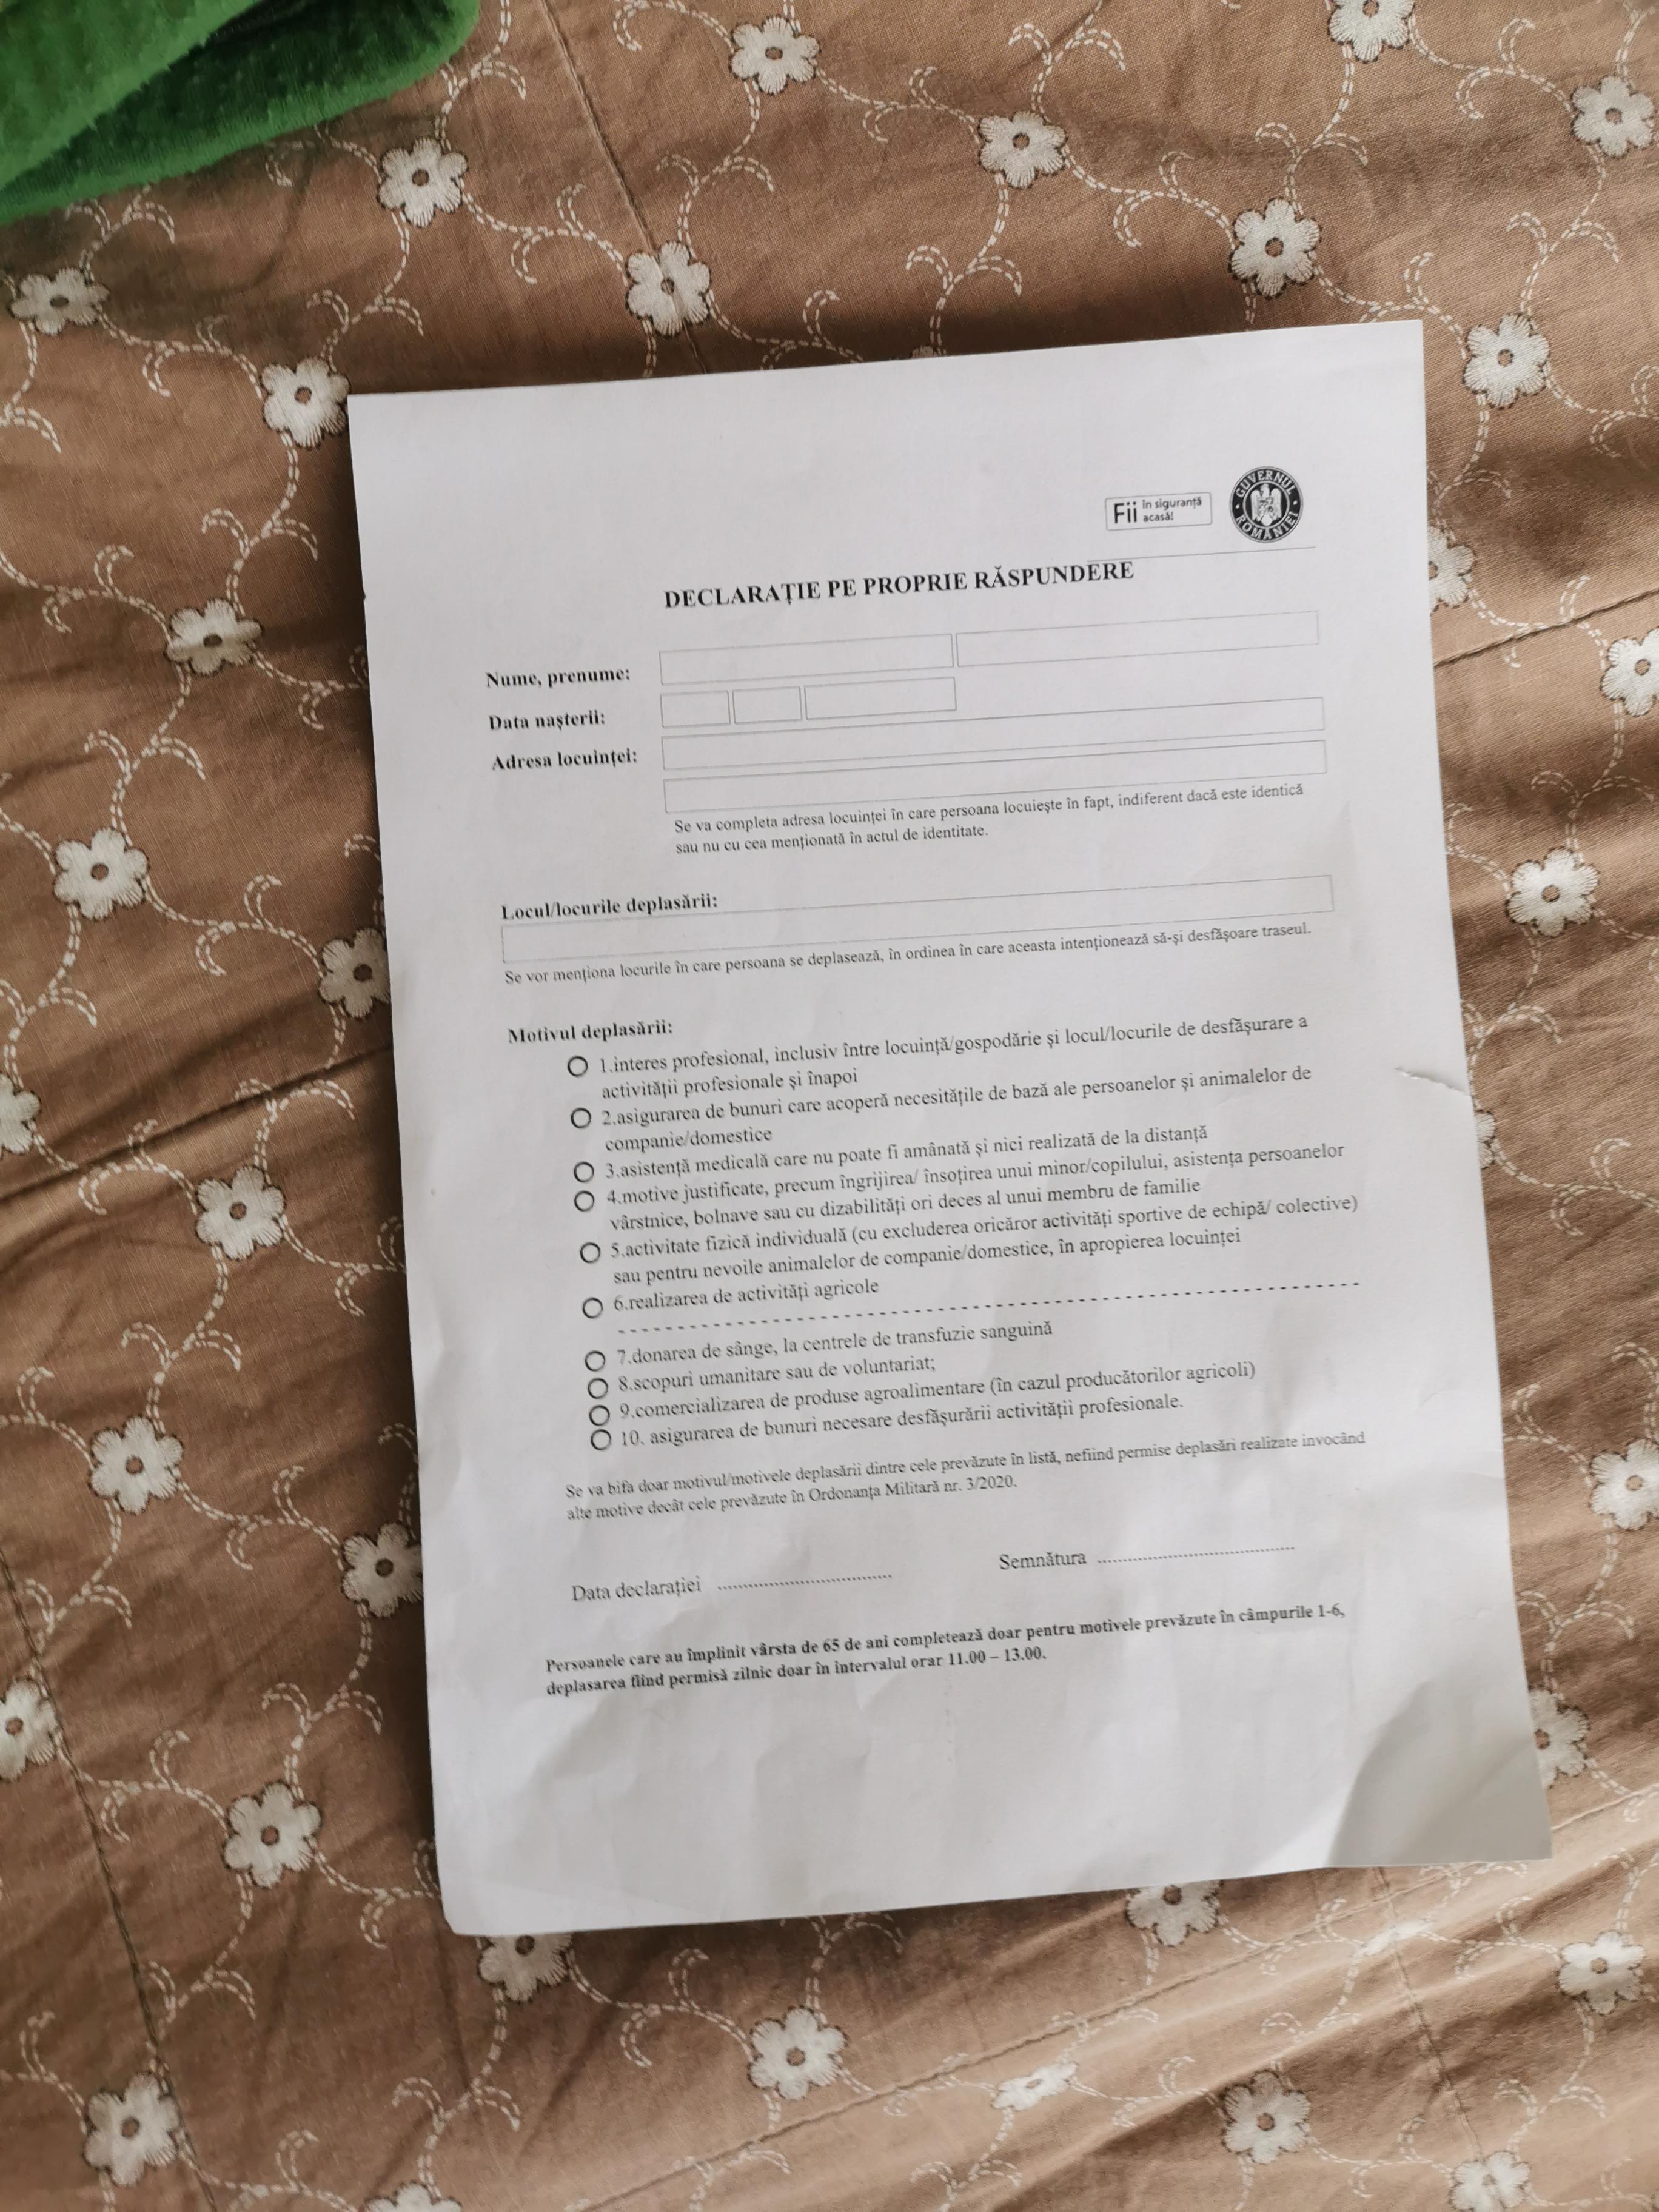 Fii în siguranță
acasă!
GUVERNUL ROMÂNIEI
DECLARAȚIE PE PROPRIE RĂSPUNDERE
Nume, prenume:
Data nașterii:
Adresa locuinței:
Se va completa adresa locuinței în care persoana locuiește în fapt, indiferent dacă este identică
sau nu cu cea menționată în actul de identitate.
Locul/locurile deplasării:
Se vor menționa locurile în care persoana se deplasează, în ordinea în care aceasta intenționează să-și desfășoare traseul.
Motivul deplasării:
1.interes profesional, inclusiv între locuință/gospodărie și locul/locurile de desfășurare a
activității profesionale și înapoi
2.asigurarea de bunuri care acoperă necesitățile de bază ale persoanelor și animalelor de
companie/domestice
3.asistență medicală care nu poate fi amânată și nici realizată de la distanță
4.motive justificate, precum îngrijirea/ însoțirea unui minor/copilului, asistența persoanelor
vârstnice, bolnave sau cu dizabilități ori deces al unui membru de familie
5.activitate fizică individuală (cu excluderea oricăror activități sportive de echipă/ colective)
sau pentru nevoile animalelor de companie/domestice, în apropierea locuinței
6.realizarea de activități agricole
7.donarea de sânge, la centrele de transfuzie sanguină
8.scopuri umanitare sau de voluntariat;
9.comercializarea de produse agroalimentare (în cazul producătorilor agricoli)
10. asigurarea de bunuri necesare desfășurării activității profesionale.
Se va bifa doar motivul/motivele deplasării dintre cele prevăzute în listă, nefiind permise deplasări realizate invocând
alte motive decât cele prevăzute în Ordonanța Militară nr. 3/2020.
Data declarației ................................... Semnătura ........................................
Persoanele care au împlinit vârsta de 65 de ani completează doar pentru motivele prevăzute în câmpurile 1-6,
deplasarea fiind permisă zilnic doar în intervalul orar 11.00 – 13.00.